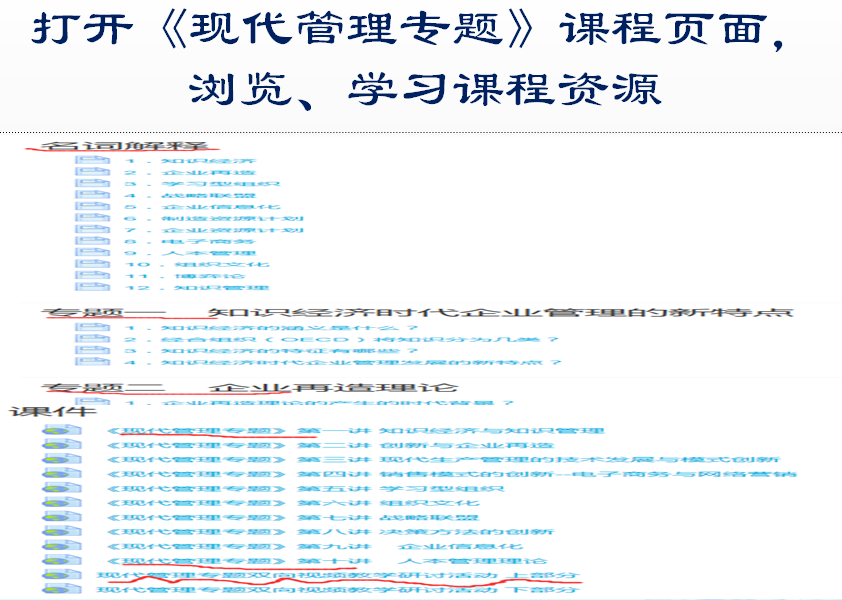 打开《现代管理专题》课程页面，
浏览、学习课程资源
名词解释
1．知识经济
2．企业再造
3．学习型组织
4．战略联盟
5．企业信息化
6．制造资源计划
7．企业资源计划
8．电子商务
9．人本管理
10．组织文化
11．博弈论
12．知识管理
专题一 知识经济时代企业管理的新特点
1．知识经济的涵义是什么？
2．经合组织（OECD）将知识分为几类？
3．知识经济的特征有哪些？
4．知识经济时代企业管理发展的新特点？
专题二 企业再造理论
1．企业再造理论的产生的时代背景？
课件
《现代管理专题》第一讲 知识经济与知识管理
《现代管理专题》第二讲 创新与企业再造
《现代管理专题》第三讲 现代生产管理的技术发展与模式创新
《现代管理专题》第四讲 销售模式的创新--电子商务与网络营销
《现代管理专题》第五讲 学习型组织
《现代管理专题》第六讲 组织文化
《现代管理专题》第七讲 战略联盟
《现代管理专题》第八讲 决策方法的创新
《现代管理专题》第九讲 企业信息化
《现代管理专题》第十讲 人本管理理论
现代管理专题双向视频教学研讨活动 上部分
现代管理专题双向视频教学研讨活动 下部分